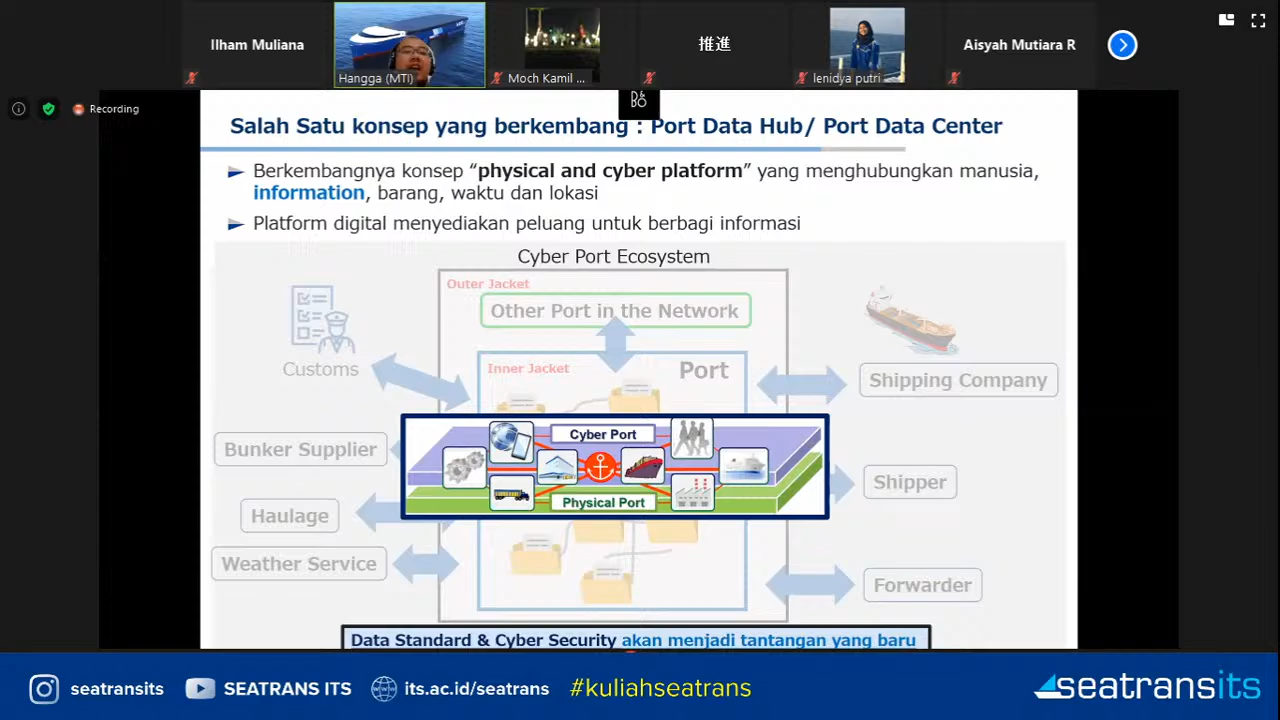 Ilham Muliana
Hangga (MTI)
Moch Kamil ...
推進
lenidya putri
Aisyah Mutiara R
Recording
Salah Satu konsep yang berkembang : Port Data Hub/ Port Data Center
Berkembangnya konsep “physical and cyber platform” yang menghubungkan manusia,
information, barang, waktu dan lokasi
Platform digital menyediakan peluang untuk berbagi informasi
Cyber Port Ecosystem
Outer Jacket
Other Port in the Network
Inner Jacket
Port
Customs
Shipping Company
Cyber Port
Bunker Supplier
Shipper
Physical Port
Haulage
Weather Service
Forwarder
Data Standard & Cyber Security akan menjadi tantangan yang baru
seatransits
SEATRANS ITS
its.ac.id/seatrans
#kuliahseatrans
seatransits